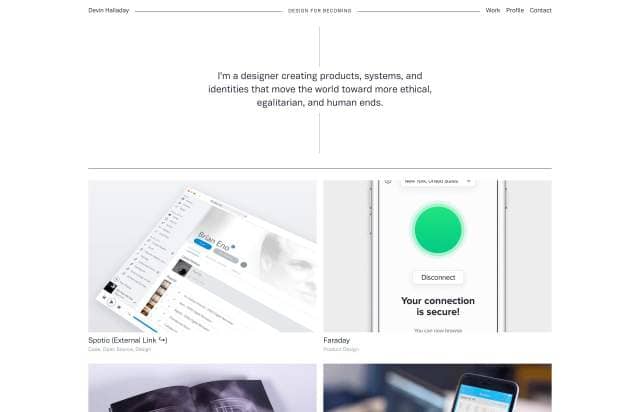 Devin Halladay
DESIGN FOR BECOMING
Work Profile Contact
I'm a designer creating products, systems, and
identities that move the world toward more ethical,
egalitarian, and human ends.
Brian Eno
New York, United States
Disconnect
Your connection
is secure!
You can now browse
Spotio (External Link ↪)
Code, Open Source, Design
Faraday
Product Design